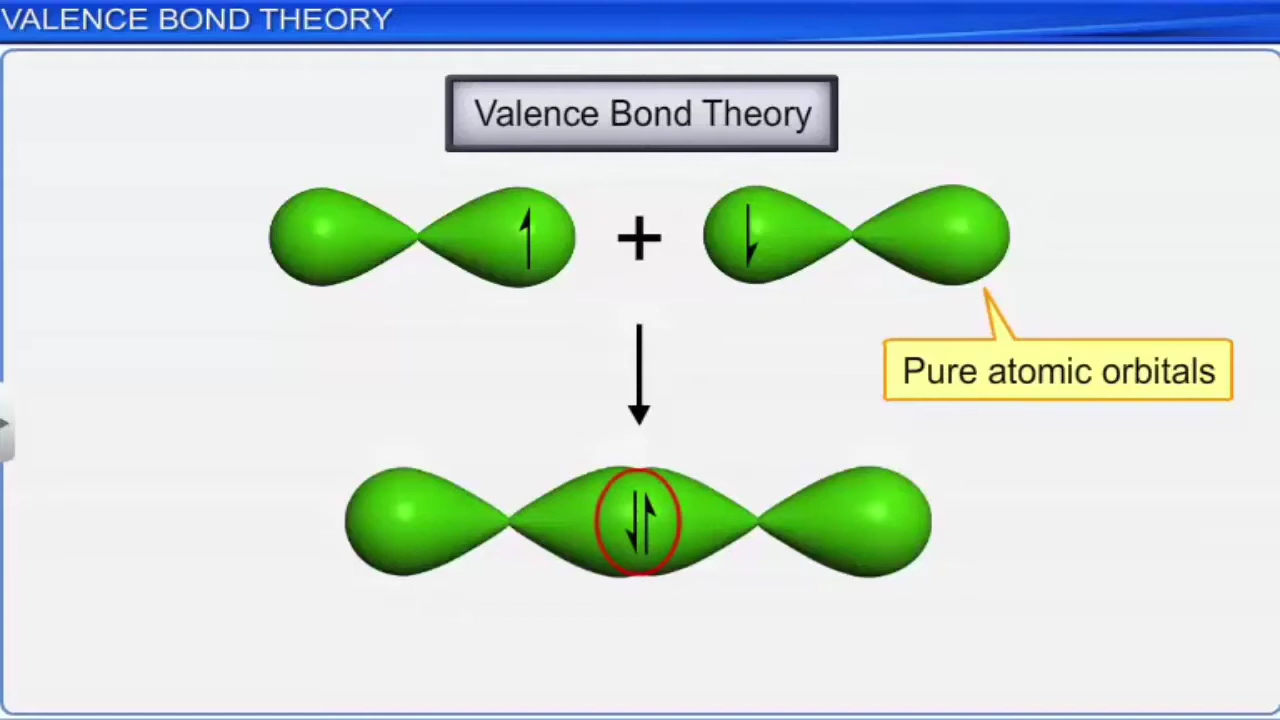 VALENCE BOND THEORY
Valence Bond Theory
+
Pure atomic orbitals